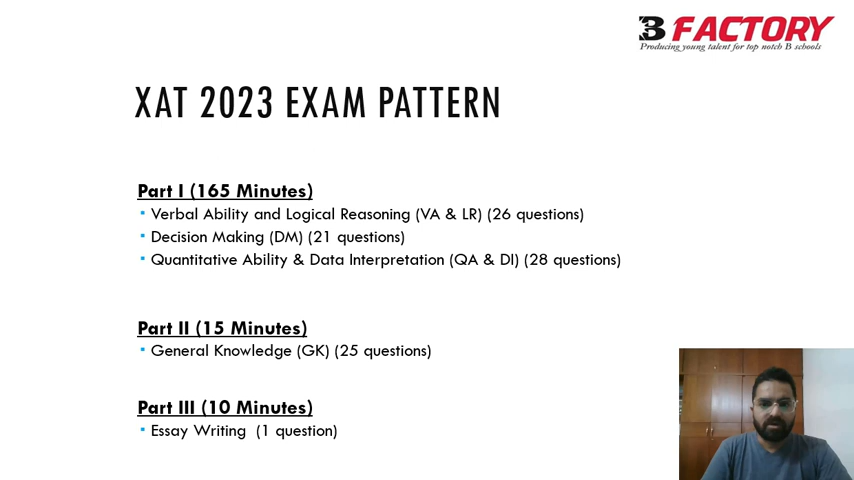 B FACTORY
Producing young talent for top notch B schools
XAT 2023 EXAM PATTERN
Part I (165 Minutes)
Verbal Ability and Logical Reasoning (VA & LR) (26 questions)
Decision Making (DM) (21 questions)
Quantitative Ability & Data Interpretation (QA & DI) (28 questions)
Part II (15 Minutes)
General Knowledge (GK) (25 questions)
Part III (10 Minutes)
Essay Writing (1 question)